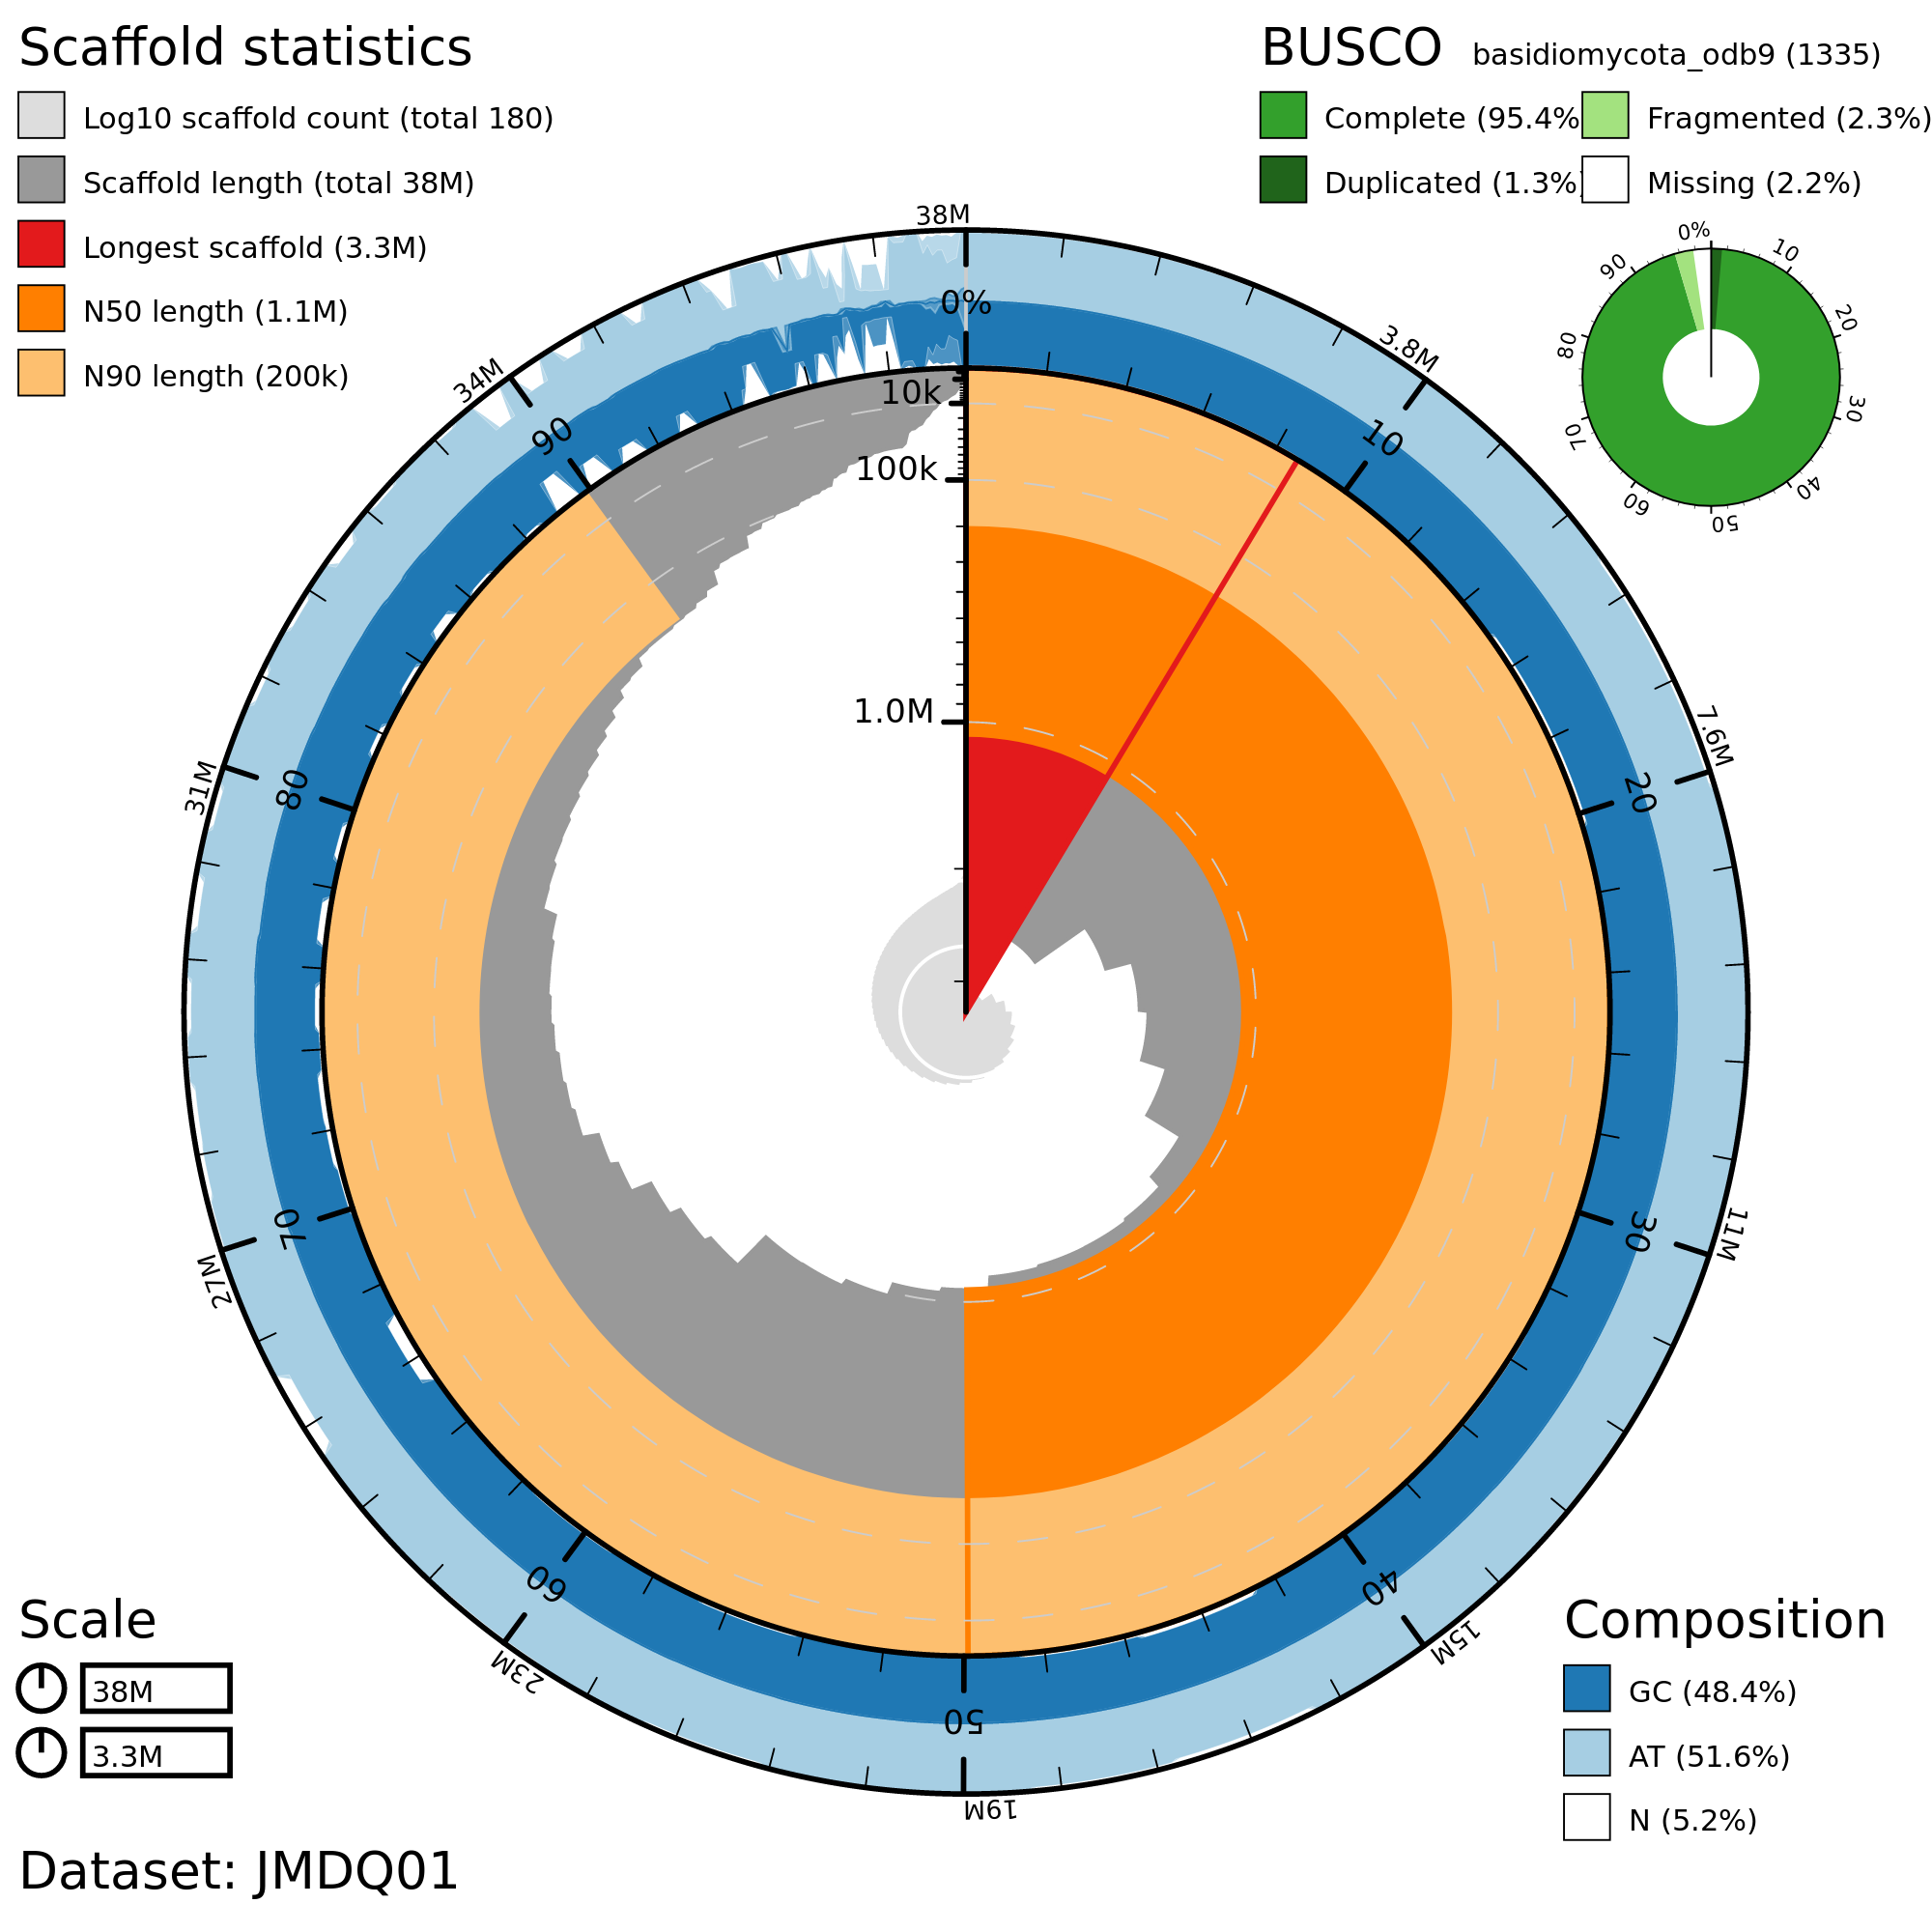 Scaffold statistics
Log10 scaffold count (total 180)
Scaffold length (total 38M)
Longest scaffold (3.3M)
N50 length (1.1M)
N90 length (200k)
BUSCO basidiomycota_odb9 (1335)
Complete (95.4%
Fragmented (2.3%)
Duplicated (1.3%)
Missing (2.2%)
0%
10
20
30
40
50
60
70
80
90
38M
3.8M
7.6M
11M
15M
19M
23M
27M
31M
34M
0%
10
20
30
40
50
60
70
80
90
10k
100k
1.0M
Scale
38M
3.3M
Composition
GC (48.4%)
AT (51.6%)
N (5.2%)
Dataset: JMDQ01